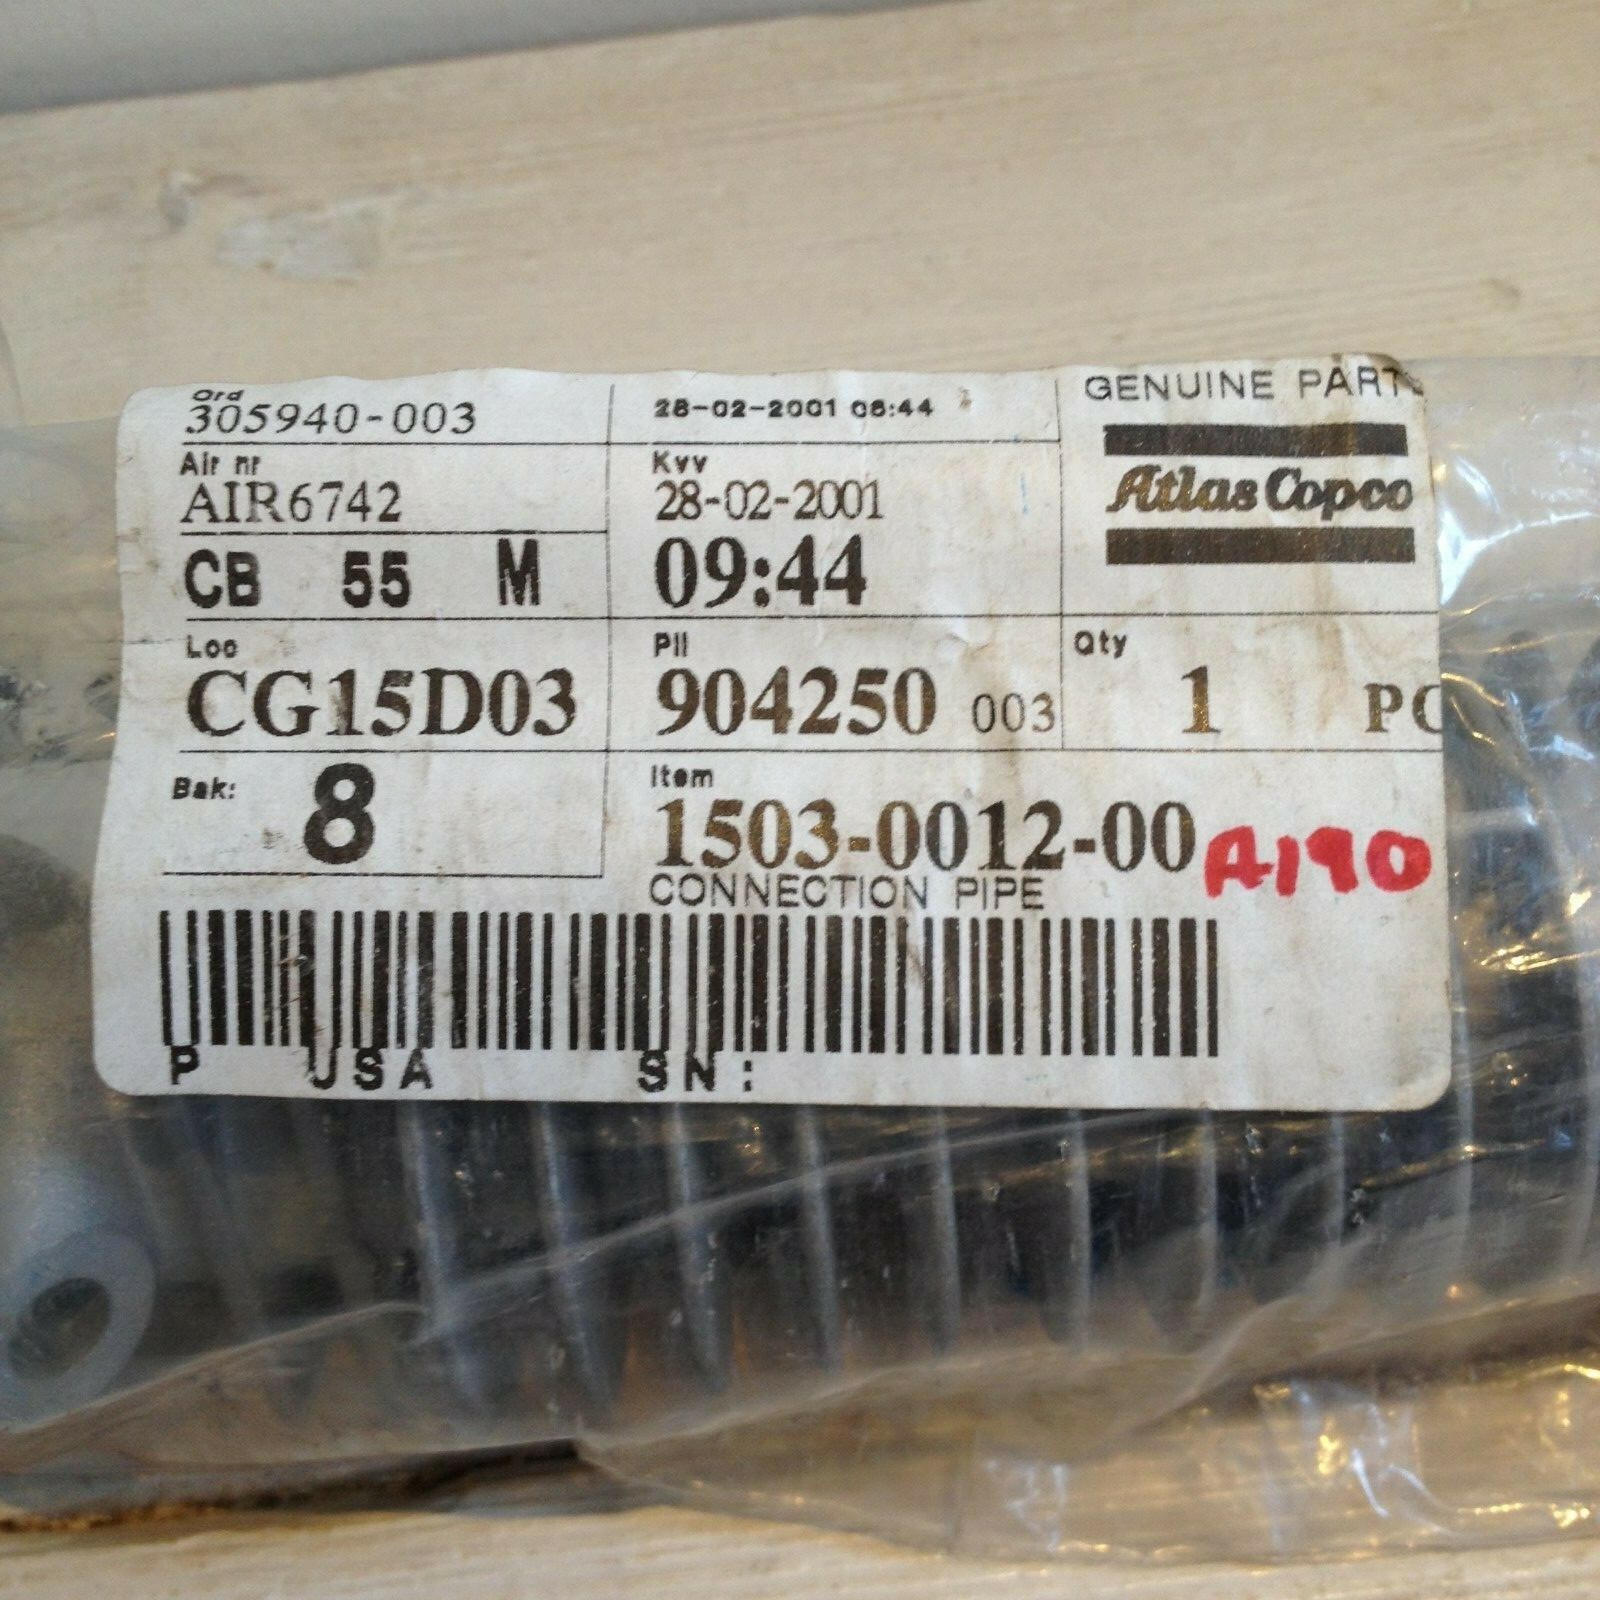 Ord
305940-003
28-02-2001 08:44
GENUINE PARTS
Air nr
AIR6742
Kvv
28-02-2001
Atlas Copco
CB 55 M
09:44
Loc
CG15D03
Pll
904250 003
Qty
1 PC
Bak:
8
Item
1503-0012-00
A190
CONNECTION PIPE
P USA SN: